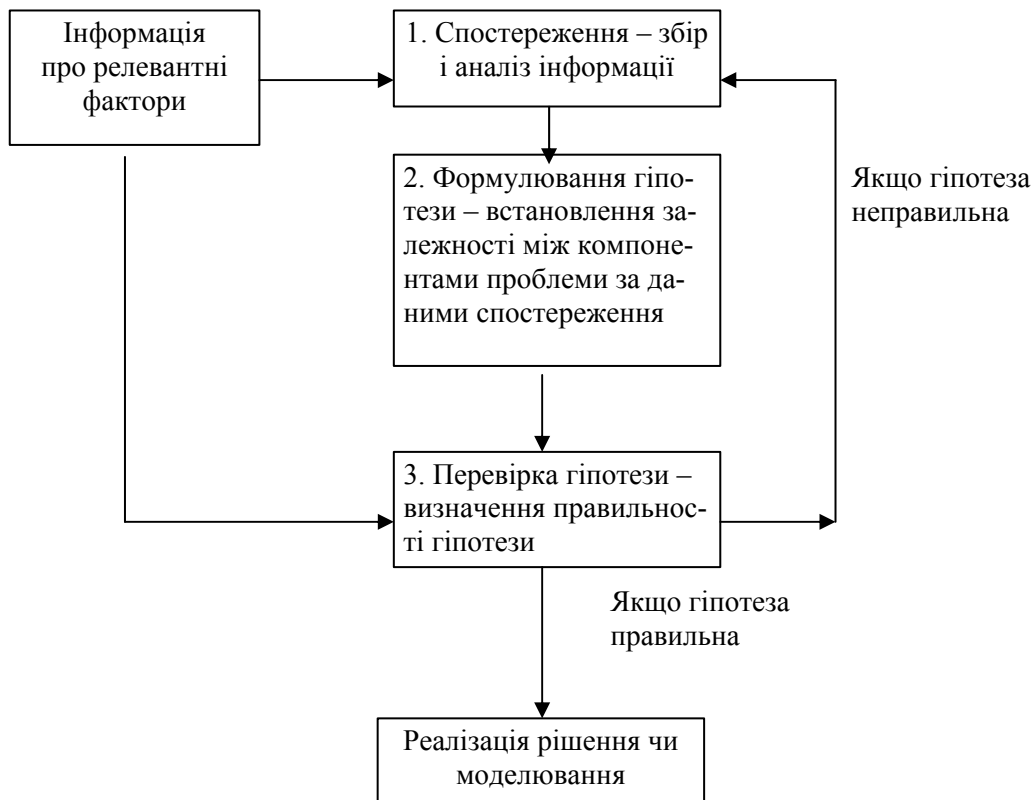 Інформація
про релевантні
фактори
1. Спостереження – збір
і аналіз інформації
2. Формулювання гіпо-
тези – встановлення за-
лежності між компоне-
нтами проблеми за да-
ними спостереження
Якщо гіпотеза
неправильна
3. Перевірка гіпотези –
визначення правильнос-
ті гіпотези
Якщо гіпотеза
правильна
Реалізація рішення чи
моделювання